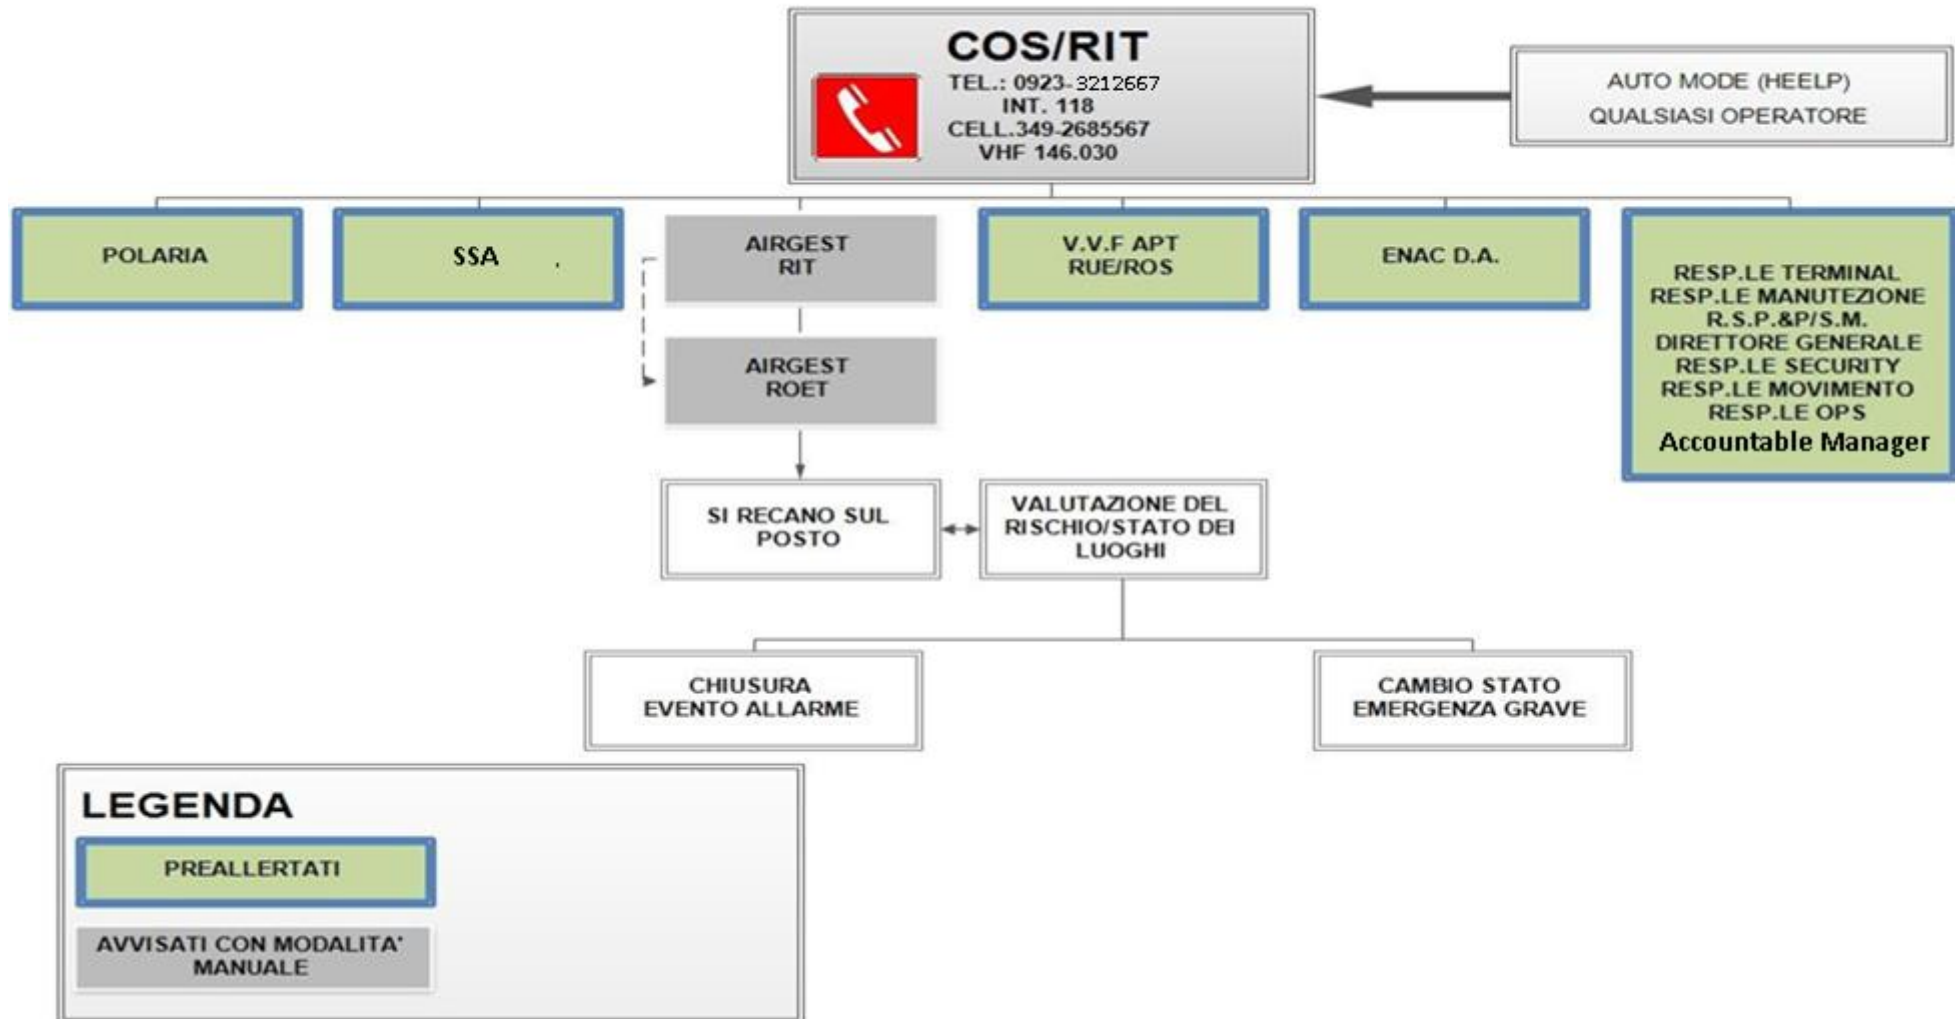 COS/RIT
TEL.: 0923-3212667
INT. 118
CELL.349-2685567
VHF 146.030
AUTO MODE (HEELP)
QUALSIASI OPERATORE
POLARIA
SSA .
AIRGEST
RIT
V.V.F APT
RUE/ROS
ENAC D.A.
RESP.LE TERMINAL
RESP.LE MANUTEZIONE
R.S.P.&P/S.M.
DIRETTORE GENERALE
RESP.LE SECURITY
RESP.LE MOVIMENTO
RESP.LE OPS
Accountable Manager
AIRGEST
ROET
SI RECANO SUL
POSTO
VALUTAZIONE DEL
RISCHIO/STATO DEI
LUOGHI
CHIUSURA
EVENTO ALLARME
CAMBIO STATO
EMERGENZA GRAVE
LEGENDA
PREALLERTATI
AVVISATI CON MODALITA'
MANUALE